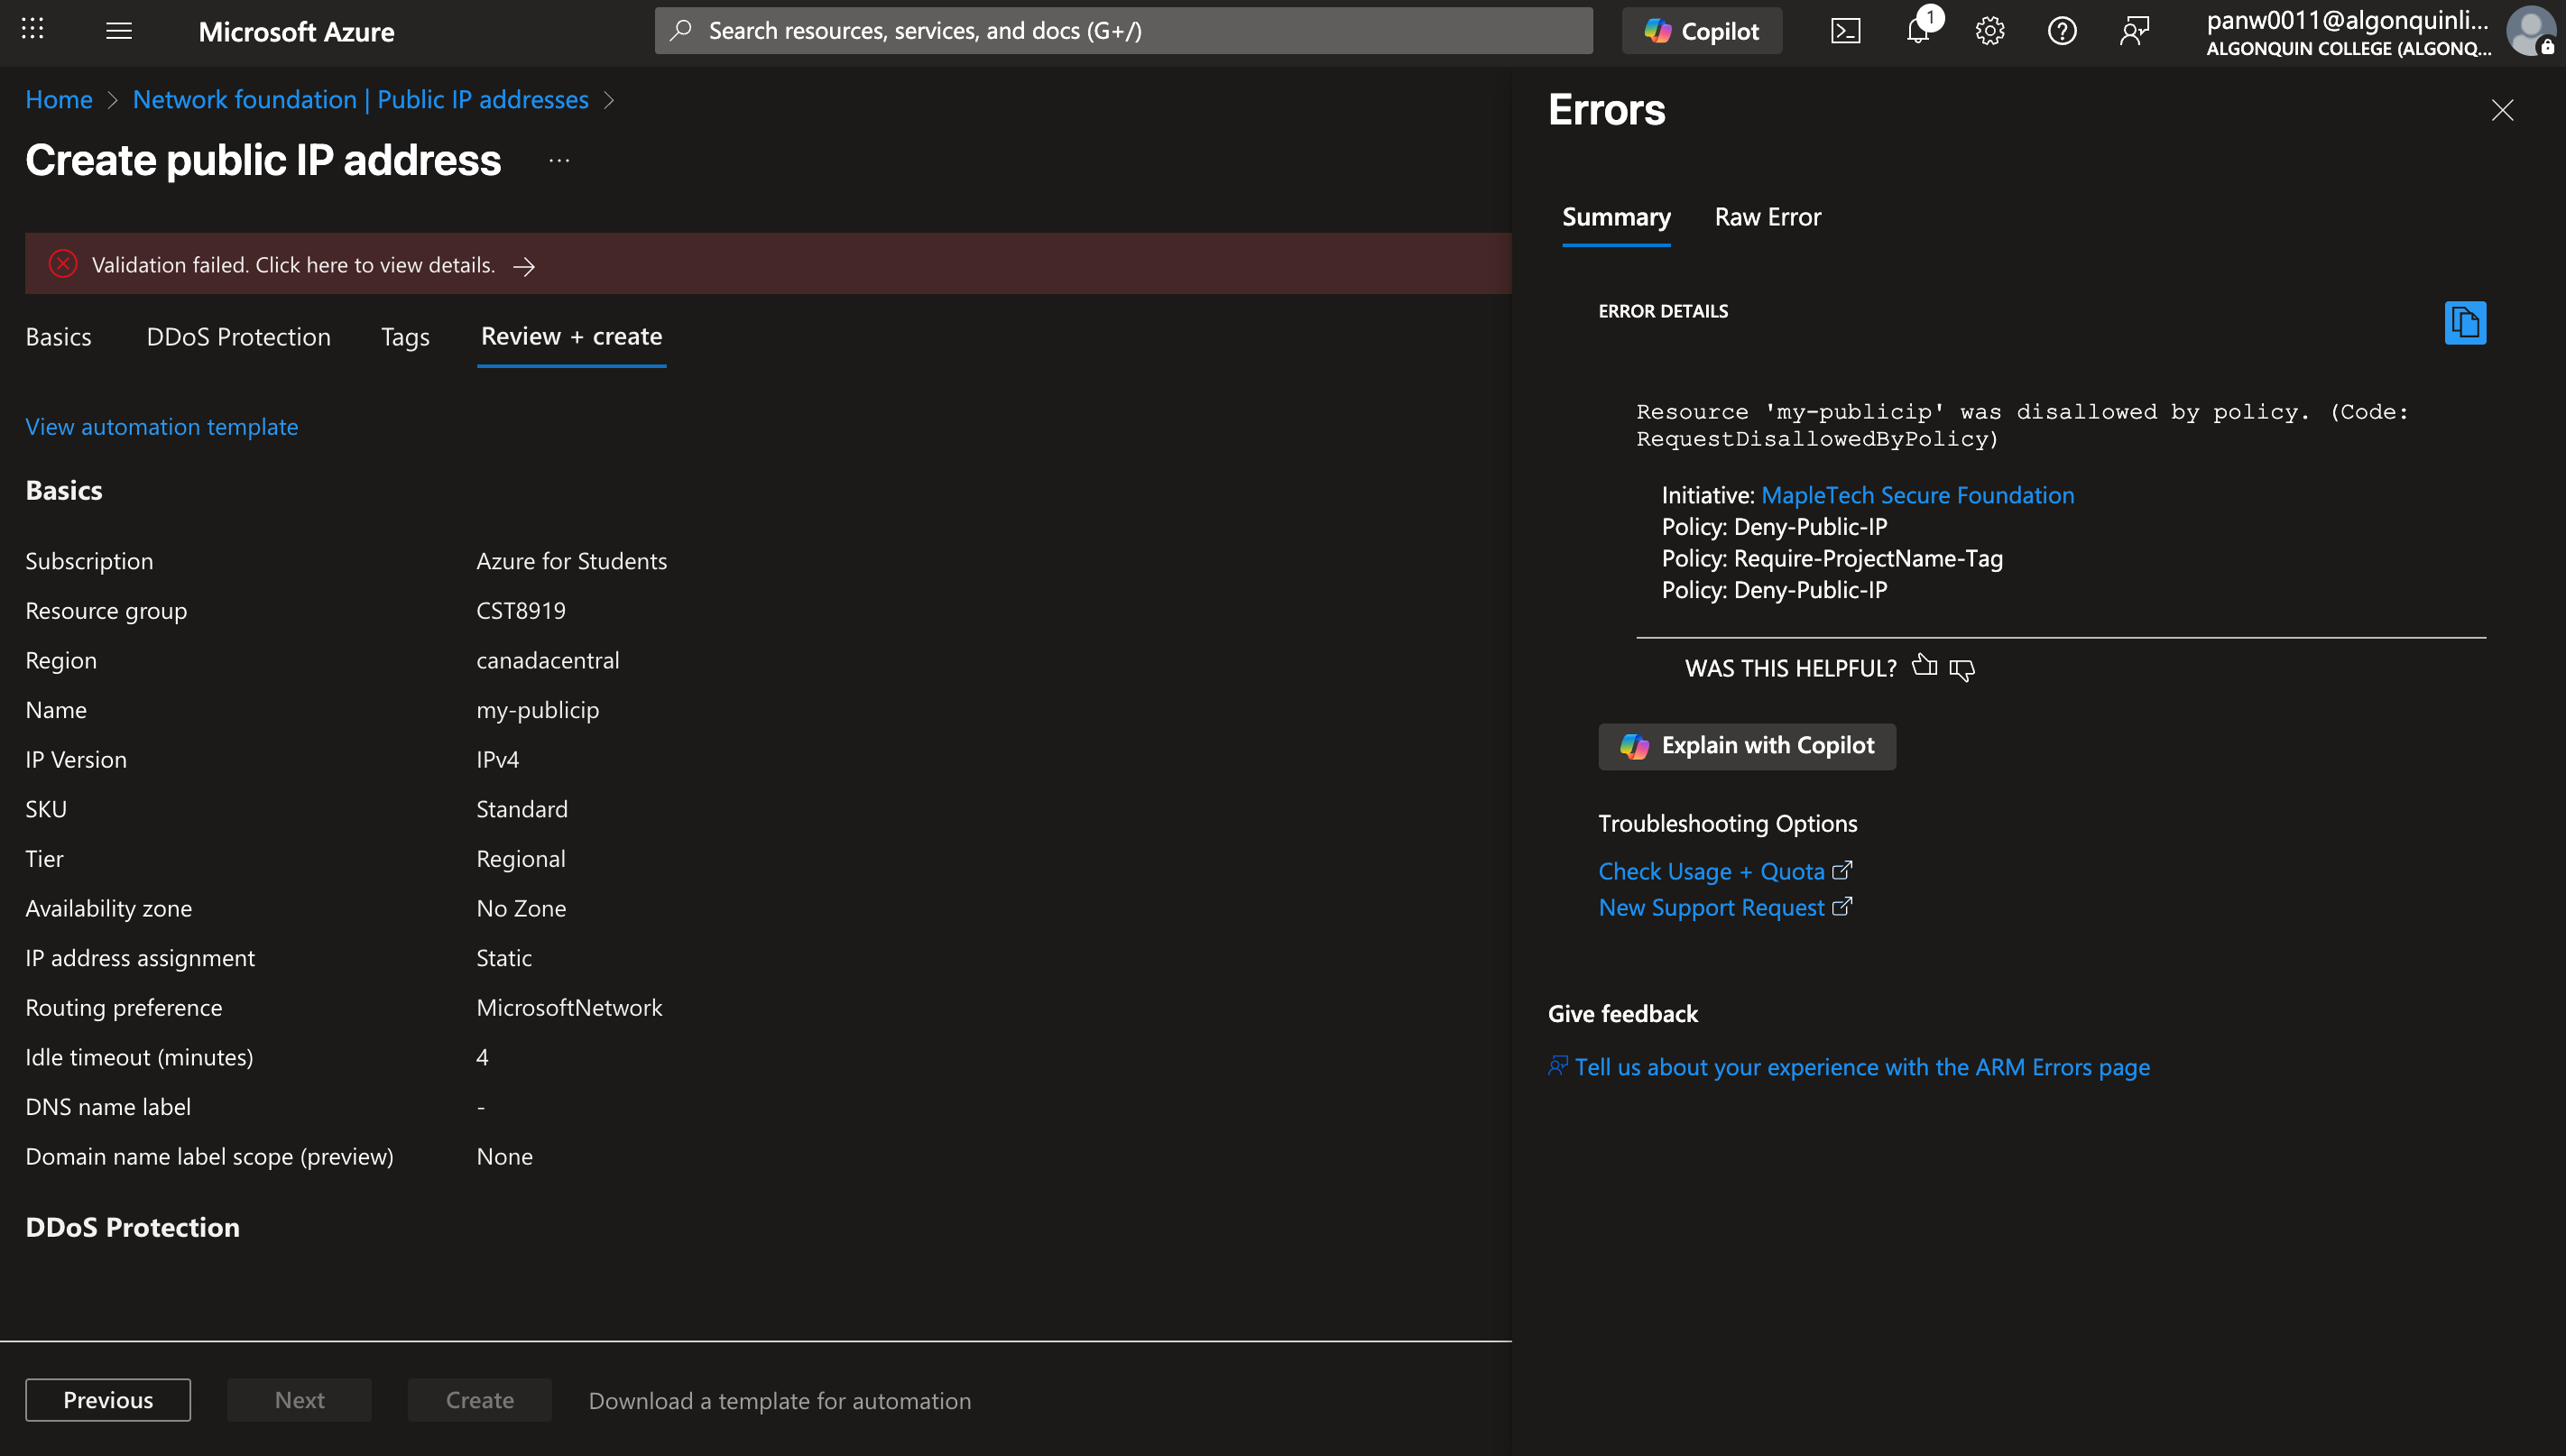 Microsoft Azure
Search resources, services, and docs (G+/)
Copilot
1
panw0011@algonquinli...
ALGONQUIN COLLEGE (ALGONQ...
Home > Network foundation | Public IP addresses >
Create public IP address ...
Validation failed. Click here to view details. →
Basics DDoS Protection Tags Review + create
View automation template
Basics
Subscription Azure for Students
Resource group CST8919
Region canadacentral
Name my-publicip
IP Version IPv4
SKU Standard
Tier Regional
Availability zone No Zone
IP address assignment Static
Routing preference MicrosoftNetwork
Idle timeout (minutes) 4
DNS name label -
Domain name label scope (preview) None
DDoS Protection
Previous Next Create Download a template for automation
Errors
Summary Raw Error
ERROR DETAILS
Resource 'my-publicip' was disallowed by policy. (Code:
RequestDisallowedByPolicy)
Initiative: MapleTech Secure Foundation
Policy: Deny-Public-IP
Policy: Require-ProjectName-Tag
Policy: Deny-Public-IP
WAS THIS HELPFUL?
Explain with Copilot
Troubleshooting Options
Check Usage + Quota
New Support Request
Give feedback
Tell us about your experience with the ARM Errors page